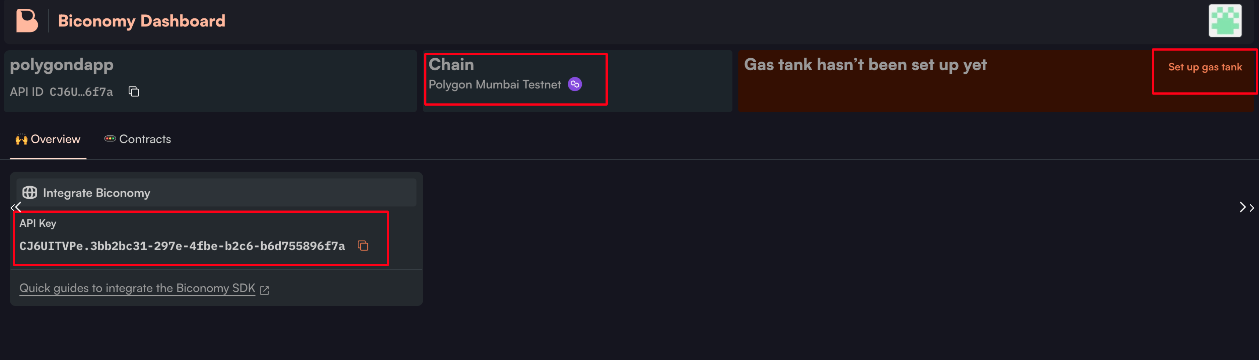 Biconomy Dashboard
polygondapp
API ID CJ6U...6f7a
Chain
Polygon Mumbai Testnet
Gas tank hasn't been set up yet
Set up gas tank
Overview
Contracts
Integrate Biconomy
API Key
CJ6UITVPe.3bb2bc31-297e-4fbe-b2c6-b6d755896f7a
Quick guides to integrate the Biconomy SDK